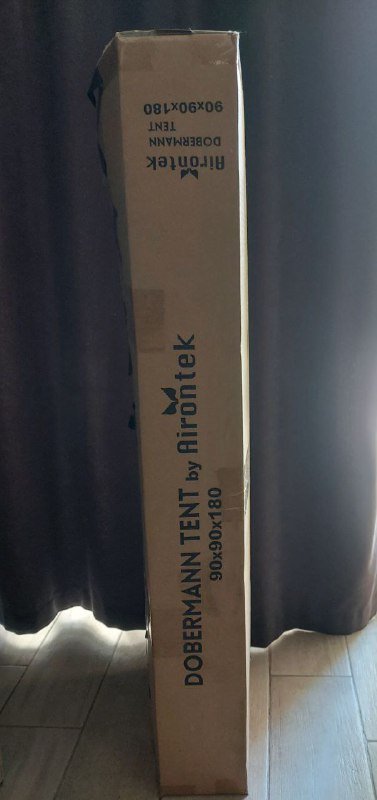 Airontek
DOBERMANN
TENT
90x90x180
DOBERMANN TENT by Airontek
90x90x180